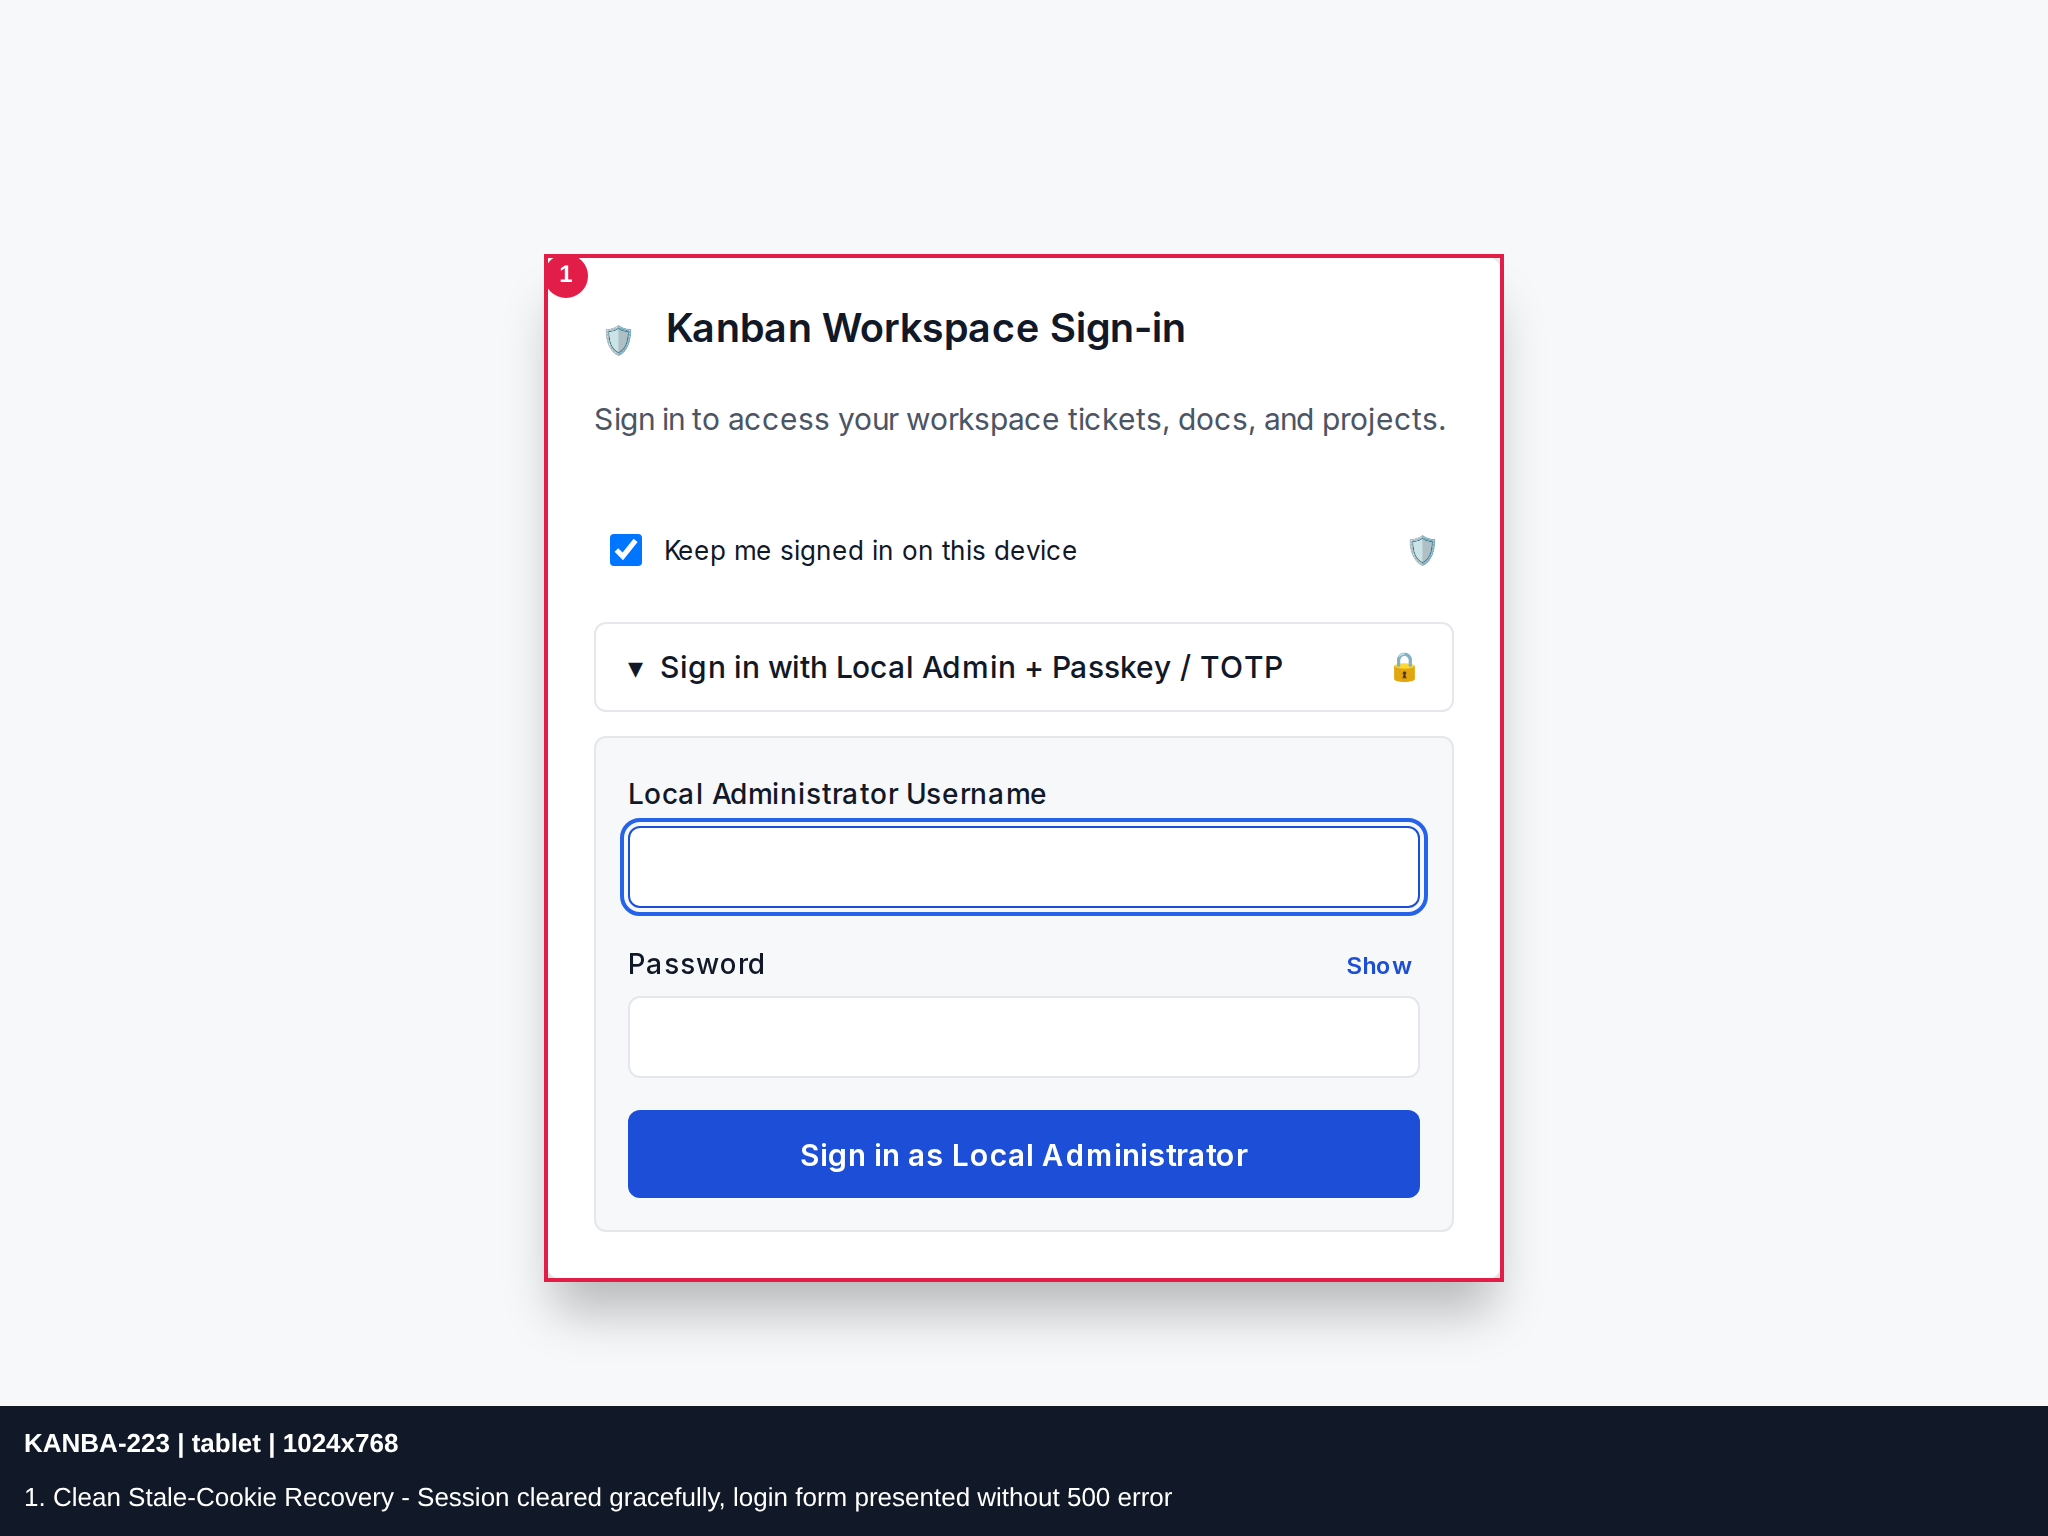 1
Kanban Workspace Sign-in
Sign in to access your workspace tickets, docs, and projects.
Keep me signed in on this device
▼ Sign in with Local Admin + Passkey / TOTP
Local Administrator Username
Password
Show
Sign in as Local Administrator
KANBA-223 | tablet | 1024x768
1. Clean Stale-Cookie Recovery - Session cleared gracefully, login form presented without 500 error